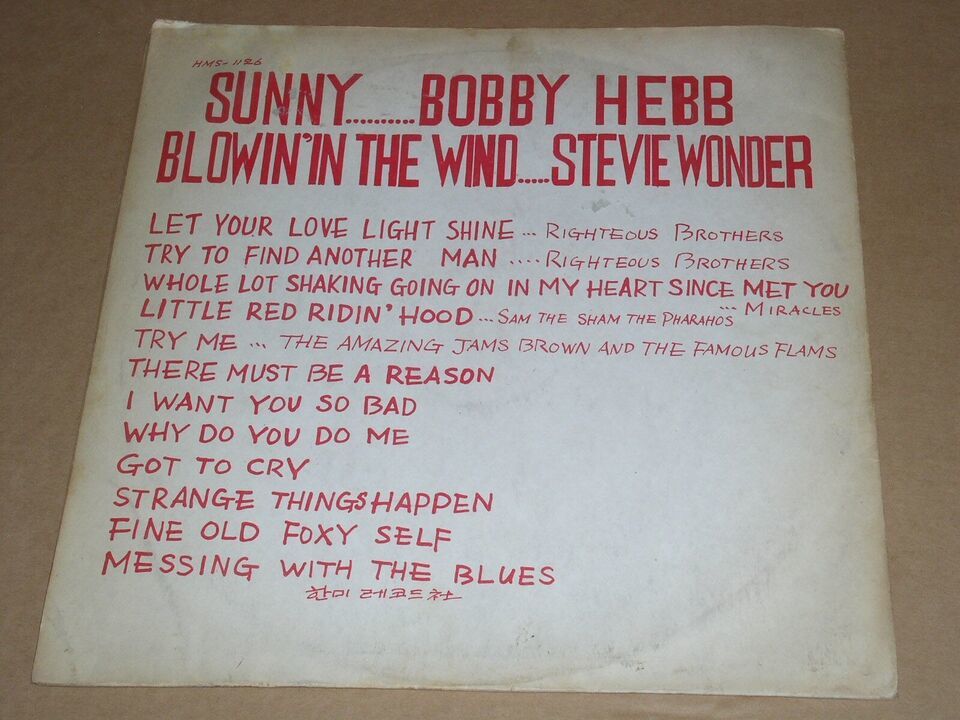 HMS-1126
SUNNY..........BOBBY HEBB
BLOWIN' IN THE WIND.....STEVIE WONDER
LET YOUR LOVE LIGHT SHINE ... RIGHTEOUS BROTHERS
TRY TO FIND ANOTHER MAN .... RIGHTEOUS BROTHERS
WHOLE LOT SHAKING GOING ON IN MY HEART SINCE MET YOU
... MIRACLES
LITTLE RED RIDIN' HOOD ... SAM THE SHAM THE PHARAHOS
TRY ME ... THE AMAZING JAMS BROWN AND THE FAMOUS FLAMS
THERE MUST BE A REASON
I WANT YOU SO BAD
WHY DO YOU DO ME
GOT TO CRY
STRANGE THINGS HAPPEN
FINE OLD FOXY SELF
MESSING WITH THE BLUES
한미 레코드 천